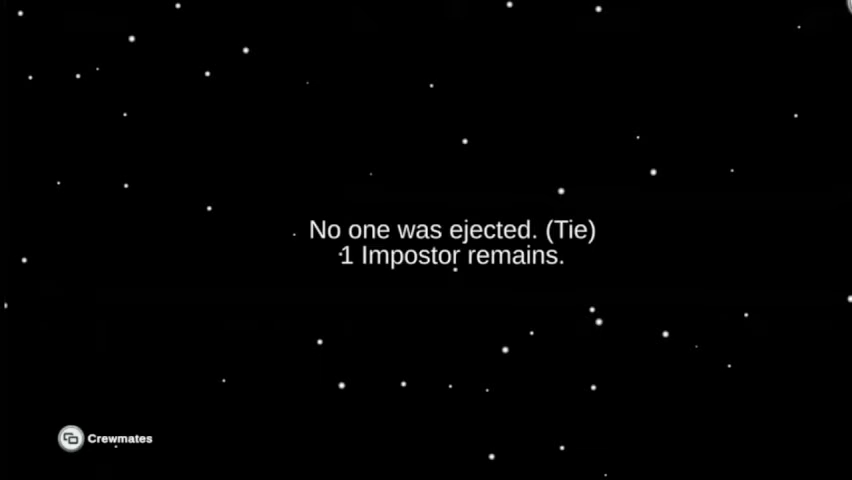 No one was ejected. (Tie)
1 Impostor remains.
Crewmates